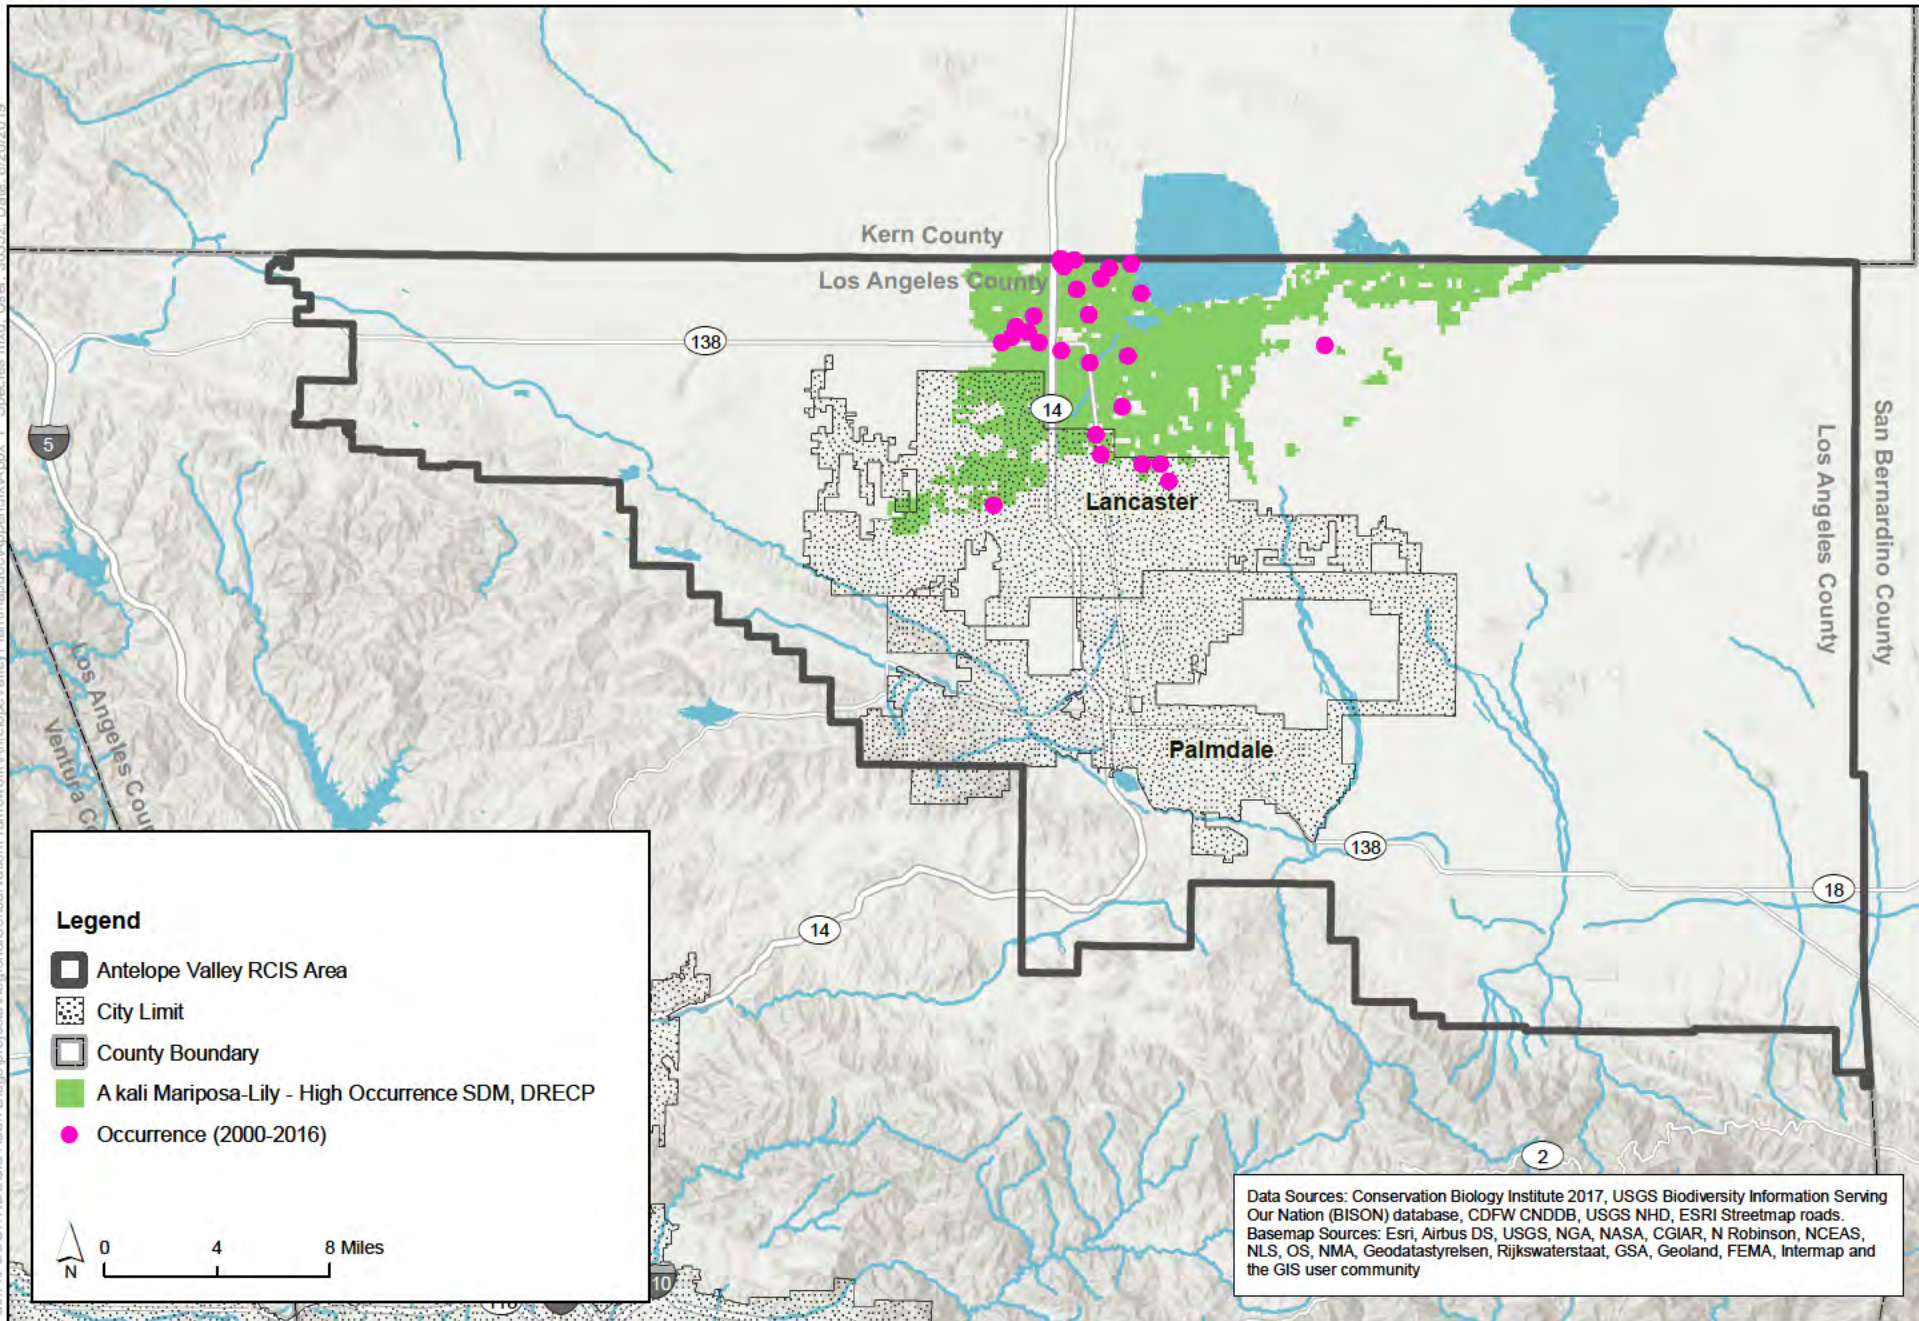 Kern County
Los Angeles County
138
14
5
Lancaster
Los Angeles County
San Bernardino County
Palmdale
Los Angeles Coun
Ventura Co
138
18
14
2
10
Legend
Antelope Valley RCIS Area
City Limit
County Boundary
A kali Mariposa-Lily - High Occurrence SDM, DRECP
Occurrence (2000-2016)
N
0 4 8 Miles
Data Sources: Conservation Biology Institute 2017, USGS Biodiversity Information Serving
Our Nation (BISON) database, CDFW CNDDB, USGS NHD, ESRI Streetmap roads.
Basemap Sources: Esri, Airbus DS, USGS, NGA, NASA, CGIAR, N Robinson, NCEAS,
NLS, OS, NMA, Geodatastyrelsen, Rijkswaterstaat, GSA, Geoland, FEMA, Intermap and
the GIS user community